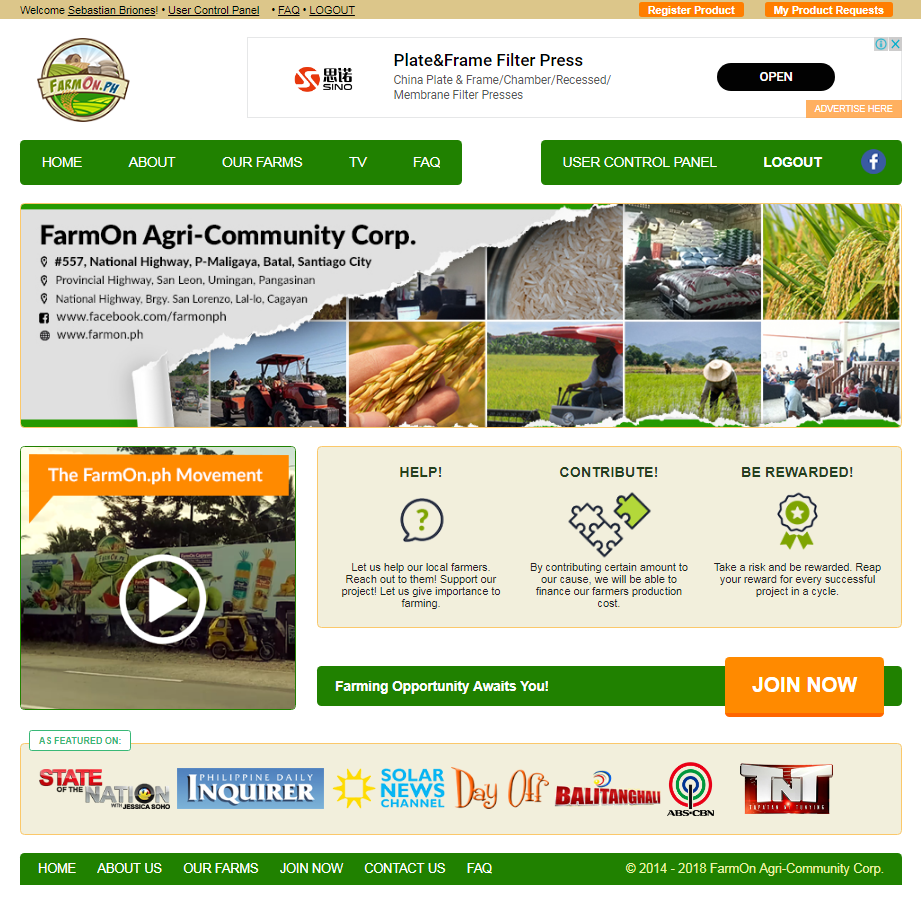 Welcome Sebastian Briones! • User Control Panel • FAQ • LOGOUT
Register Product
My Product Requests
FARMON.PH
思诺
SINO
Plate&Frame Filter Press
China Plate & Frame/Chamber/Recessed/
Membrane Filter Presses
OPEN
ADVERTISE HERE
HOME ABOUT OUR FARMS TV FAQ
USER CONTROL PANEL LOGOUT f
FarmOn Agri-Community Corp.
#557, National Highway, P-Maligaya, Batal, Santiago City
Provincial Highway, San Leon, Umingan, Pangasinan
National Highway, Brgy. San Lorenzo, Lal-lo, Cagayan
www.facebook.com/farmonph
www.farmon.ph
The FarmOn.ph Movement
HELP!
Let us help our local farmers.
Reach out to them! Support our
project! Let us give importance to
farming.
CONTRIBUTE!
By contributing certain amount to
our cause, we will be able to
finance our farmers production
cost.
BE REWARDED!
Take a risk and be rewarded. Reap
your reward for every successful
project in a cycle.
Farming Opportunity Awaits You!
JOIN NOW
AS FEATURED ON:
STATE
OF THE NATION
WITH JESSICA SOHO
PHILIPPINE DAILY
INQUIRER
SOLAR
NEWS
CHANNEL
Day Off
BALITANGHALI
ABS-CBN
TNT
TAPATAN NI TUNYING
HOME ABOUT US OUR FARMS JOIN NOW CONTACT US FAQ
© 2014 - 2018 FarmOn Agri-Community Corp.